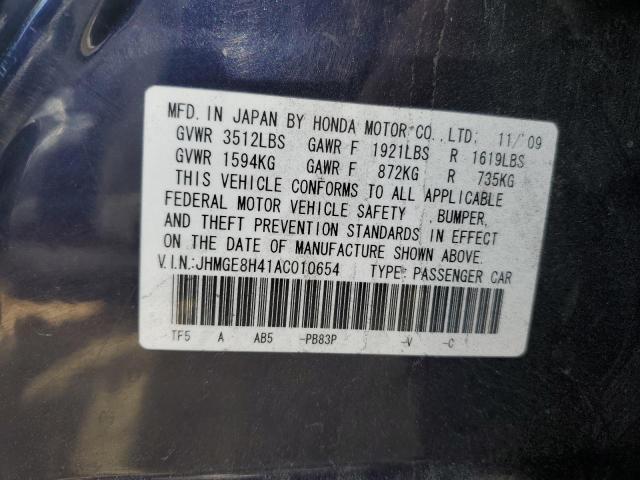 MFD. IN JAPAN BY HONDA MOTOR CO., LTD. 11/'09
GVWR 3512LBS GAWR F 1921LBS R 1619LBS
GVWR 1594KG GAWR F 872KG R 735KG
THIS VEHICLE CONFORMS TO ALL APPLICABLE
FEDERAL MOTOR VEHICLE SAFETY , BUMPER,
AND THEFT PREVENTION STANDARDS IN EFFECT
ON THE DATE OF MANUFACTURE SHOWN ABOVE.
V.I.N.:JHMGE8H41AC010654 TYPE: PASSENGER CAR
TF5 A AB5 -PB83P -V -C